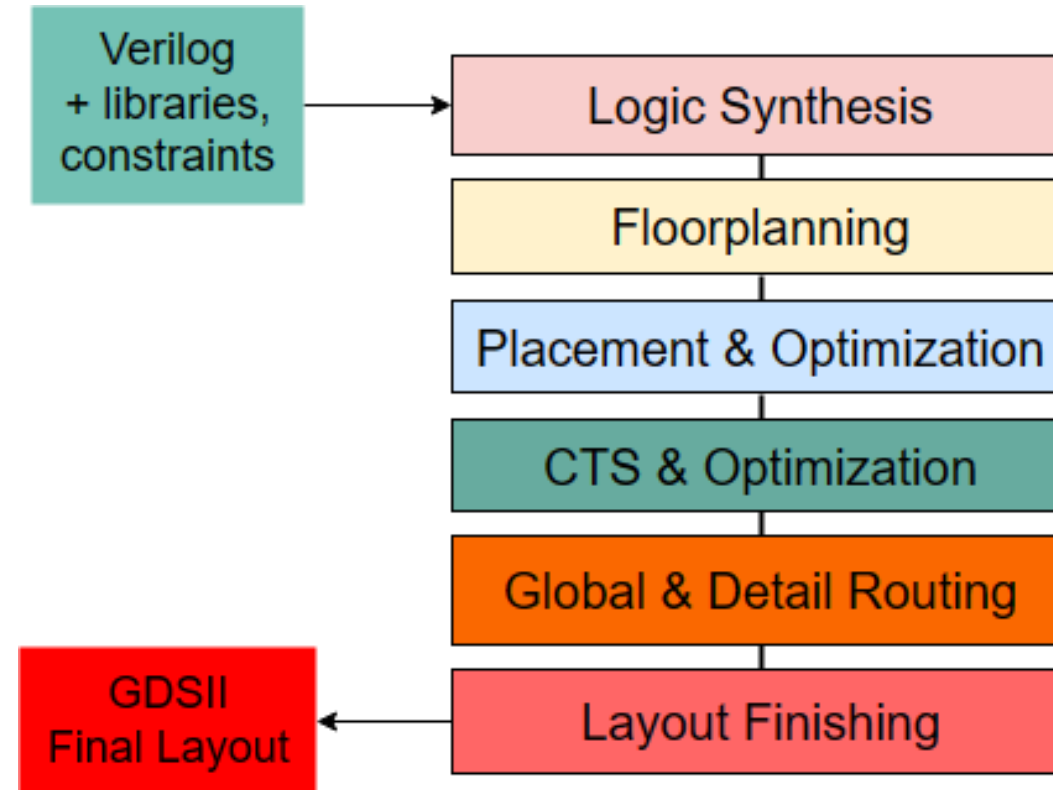 Verilog
+ libraries,
constraints
Logic Synthesis
Floorplanning
Placement & Optimization
CTS & Optimization
Global & Detail Routing
Layout Finishing
GDSII
Final Layout